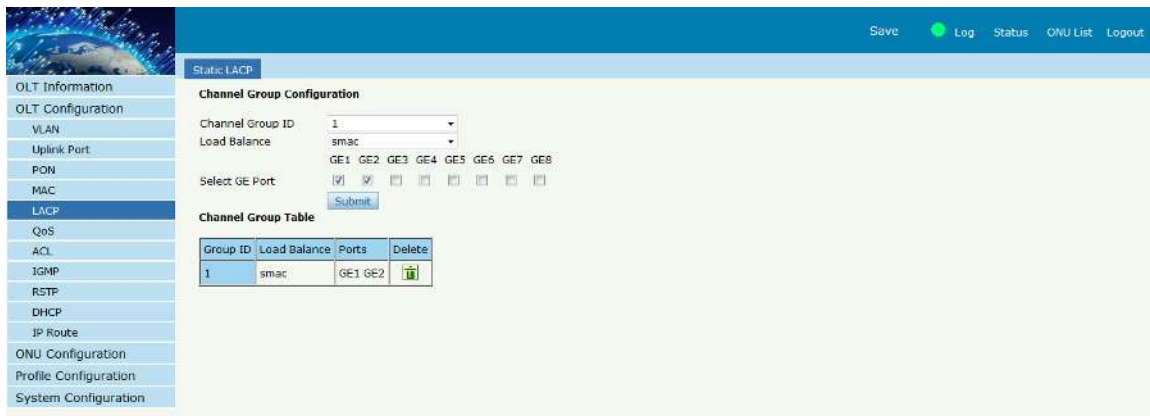 Save Log Status ONU List Logout
Static LACP
OLT Information
OLT Configuration
VLAN
Uplink Port
PON
MAC
LACP
QoS
ACL
IGMP
RSTP
DHCP
IP Route
ONU Configuration
Profile Configuration
System Configuration
Channel Group Configuration
Channel Group ID 1
Load Balance smac
GE1 GE2 GE3 GE4 GE5 GE6 GE7 GE8
Select GE Port
Submit
Channel Group Table
Group ID Load Balance Ports Delete
1 smac GE1 GE2